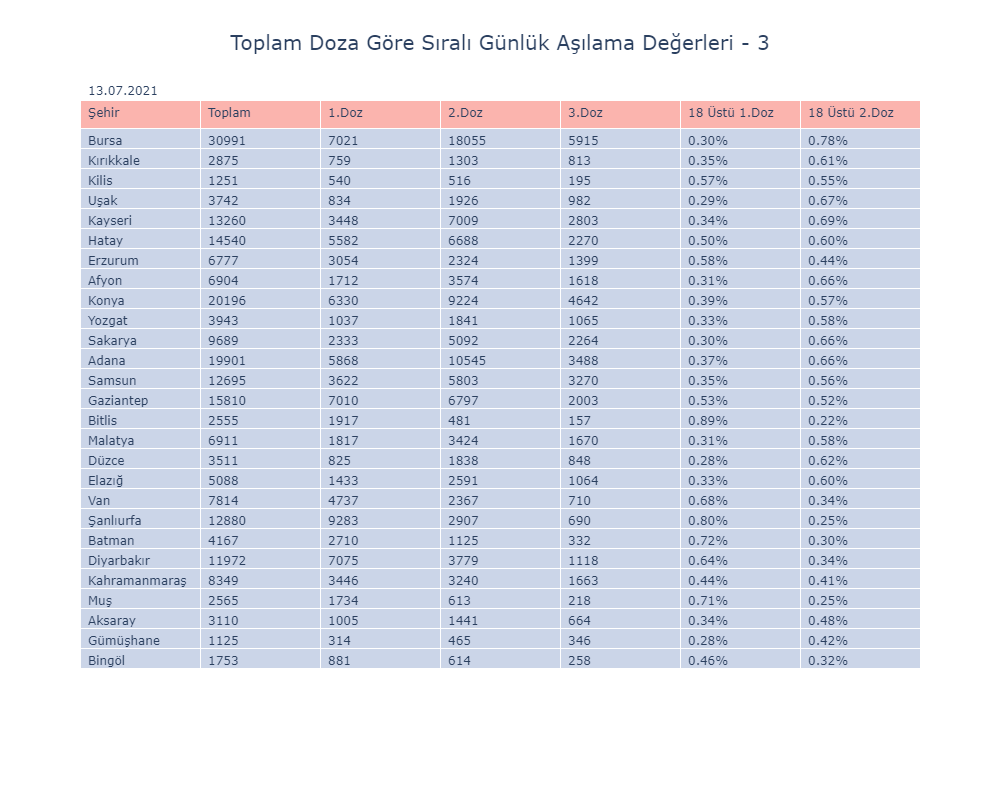 Toplam Doza Göre Sıralı Günlük Aşılama Değerleri - 3
13.07.2021
Şehir Toplam 1.Doz 2.Doz 3.Doz 18 Üstü 1.Doz 18 Üstü 2.Doz
Bursa 30991 7021 18055 5915 0.30% 0.78%
Kırıkkale 2875 759 1303 813 0.35% 0.61%
Kilis 1251 540 516 195 0.57% 0.55%
Uşak 3742 834 1926 982 0.29% 0.67%
Kayseri 13260 3448 7009 2803 0.34% 0.69%
Hatay 14540 5582 6688 2270 0.50% 0.60%
Erzurum 6777 3054 2324 1399 0.58% 0.44%
Afyon 6904 1712 3574 1618 0.31% 0.66%
Konya 20196 6330 9224 4642 0.39% 0.57%
Yozgat 3943 1037 1841 1065 0.33% 0.58%
Sakarya 9689 2333 5092 2264 0.30% 0.66%
Adana 19901 5868 10545 3488 0.37% 0.66%
Samsun 12695 3622 5803 3270 0.35% 0.56%
Gaziantep 15810 7010 6797 2003 0.53% 0.52%
Bitlis 2555 1917 481 157 0.89% 0.22%
Malatya 6911 1817 3424 1670 0.31% 0.58%
Düzce 3511 825 1838 848 0.28% 0.62%
Elazığ 5088 1433 2591 1064 0.33% 0.60%
Van 7814 4737 2367 710 0.68% 0.34%
Şanlıurfa 12880 9283 2907 690 0.80% 0.25%
Batman 4167 2710 1125 332 0.72% 0.30%
Diyarbakır 11972 7075 3779 1118 0.64% 0.34%
Kahramanmaraş 8349 3446 3240 1663 0.44% 0.41%
Muş 2565 1734 613 218 0.71% 0.25%
Aksaray 3110 1005 1441 664 0.34% 0.48%
Gümüşhane 1125 314 465 346 0.28% 0.42%
Bingöl 1753 881 614 258 0.46% 0.32%